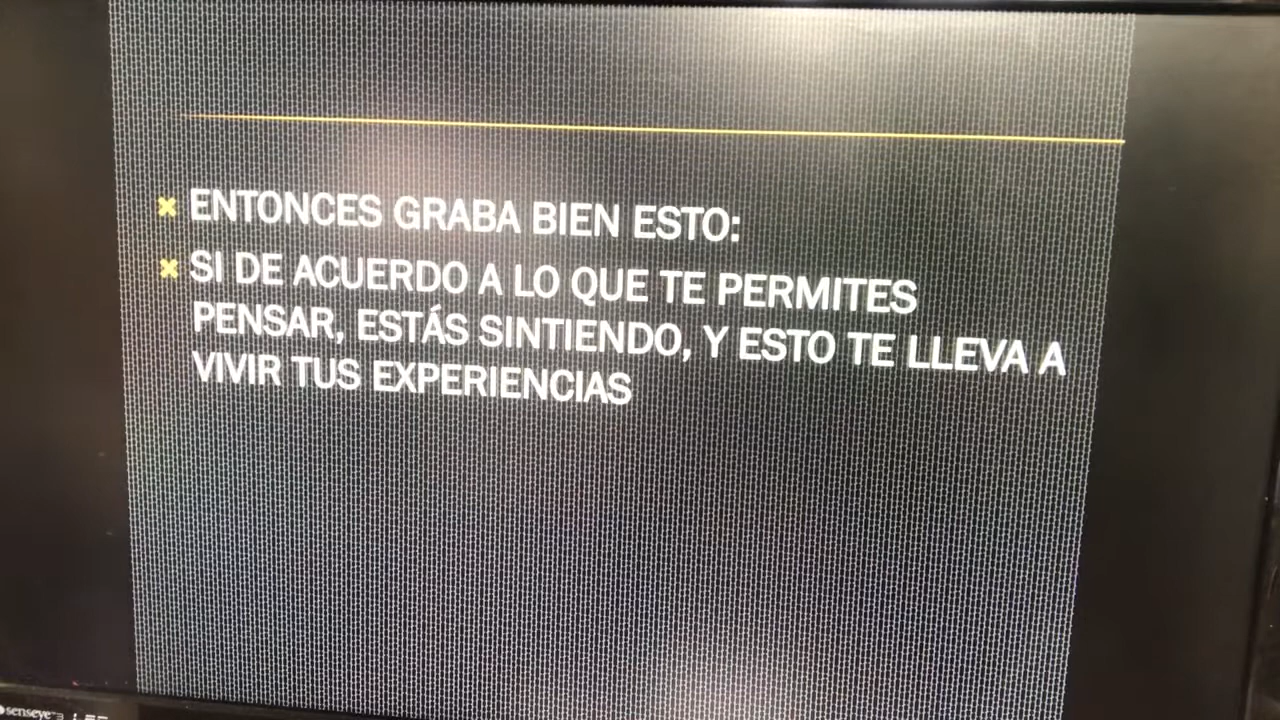 ENTONCES GRABA BIEN ESTO:
SI DE ACUERDO A LO QUE TE PERMITES
PENSAR, ESTÁS SINTIENDO, Y ESTO TE LLEVA A
VIVIR TUS EXPERIENCIAS
senseye